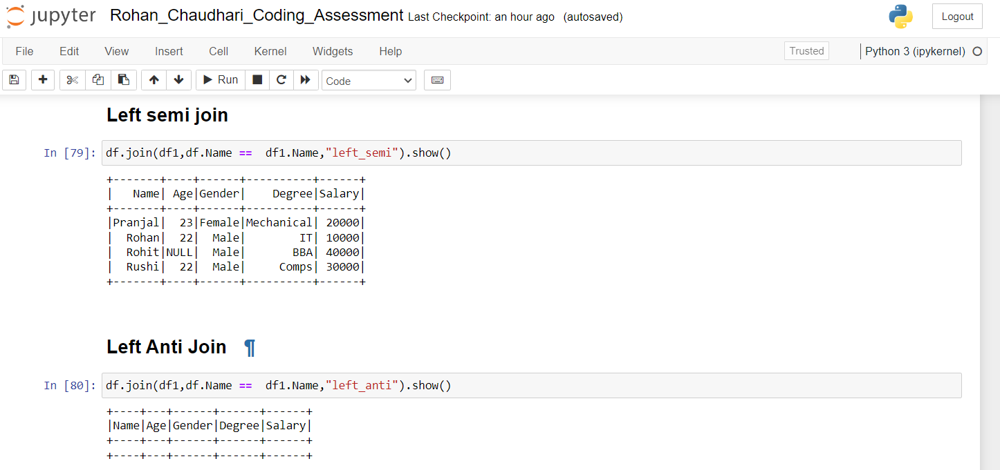 jupyter Rohan_Chaudhari_Coding_Assessment Last Checkpoint: an hour ago (autosaved) Logout
File Edit View Insert Cell Kernel Widgets Help Trusted Python 3 (ipykernel)
Run Code
Left semi join
In [79]: df.join(df1,df.Name ==  df1.Name,"left_semi").show()
+-------+----+------+----------+------+
|   Name| Age|Gender|    Degree|Salary|
+-------+----+------+----------+------+
|Pranjal|  23|Female|Mechanical| 20000|
|  Rohan|  22|  Male|        IT| 10000|
|  Rohit|NULL|  Male|       BBA| 40000|
|  Rushi|  22|  Male|     Comps| 30000|
+-------+----+------+----------+------+
Left Anti Join ¶
In [80]: df.join(df1,df.Name ==  df1.Name,"left_anti").show()
+----+---+------+------+------+
|Name|Age|Gender|Degree|Salary|
+----+---+------+------+------+
+----+---+------+------+------+